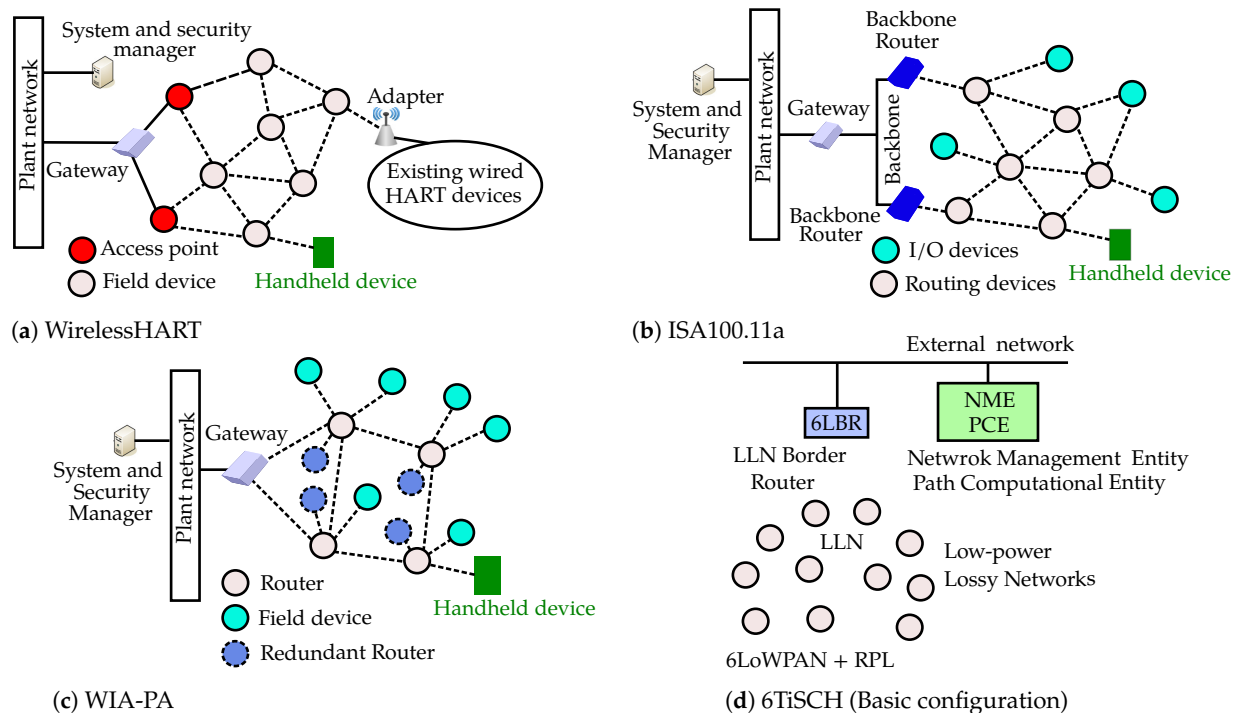 System and security
manager
Plant network
Gateway
Adapter
Existing wired
HART devices
Access point
Field device
Handheld device
(a) WirelessHART
Backbone
Router
System and
Security
Manager
Plant network
Gateway
Backbone
Backbone
Router
I/O devices
Routing devices
Handheld device
(b) ISA100.11a
System and
Security
Manager
Plant network
Gateway
Router
Field device
Redundant Router
Handheld device
(c) WIA-PA
External network
6LBR
NME
PCE
LLN Border
Router
Netwrok Management Entity
Path Computational Entity
LLN
Low-power
Lossy Networks
6LoWPAN + RPL
(d) 6TiSCH (Basic configuration)